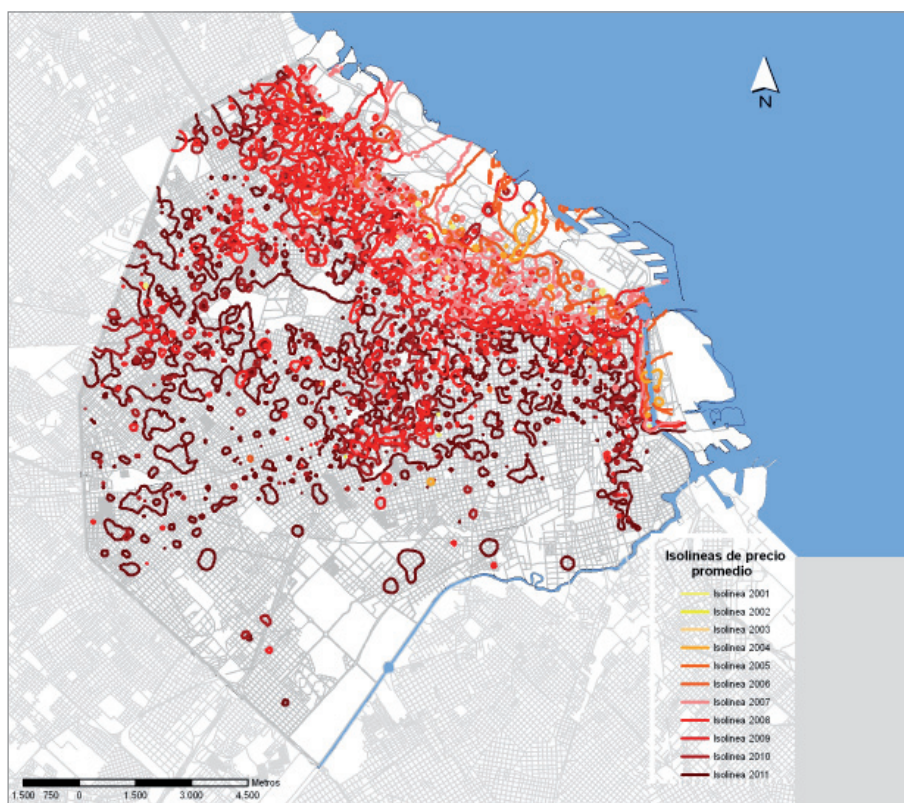 N
Isolíneas de precio
promedio
Isolínea 2001
Isolínea 2002
Isolínea 2003
Isolínea 2004
Isolínea 2005
Isolínea 2006
Isolínea 2007
Isolínea 2008
Isolínea 2009
Isolínea 2010
Isolínea 2011
Metros
1.500 750 0 1.500 3.000 4.500